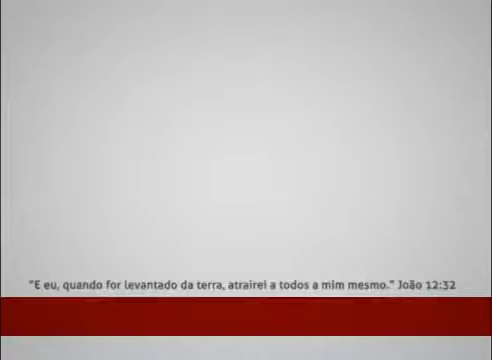 "E eu, quando for levantado da terra, atrairei a todos a mim mesmo." João 12:32